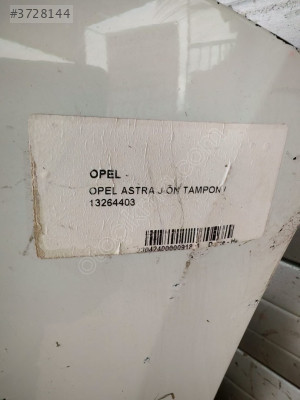 #3728144
OPEL -
OPEL ASTRA J ÖN TAMPON /
13264403